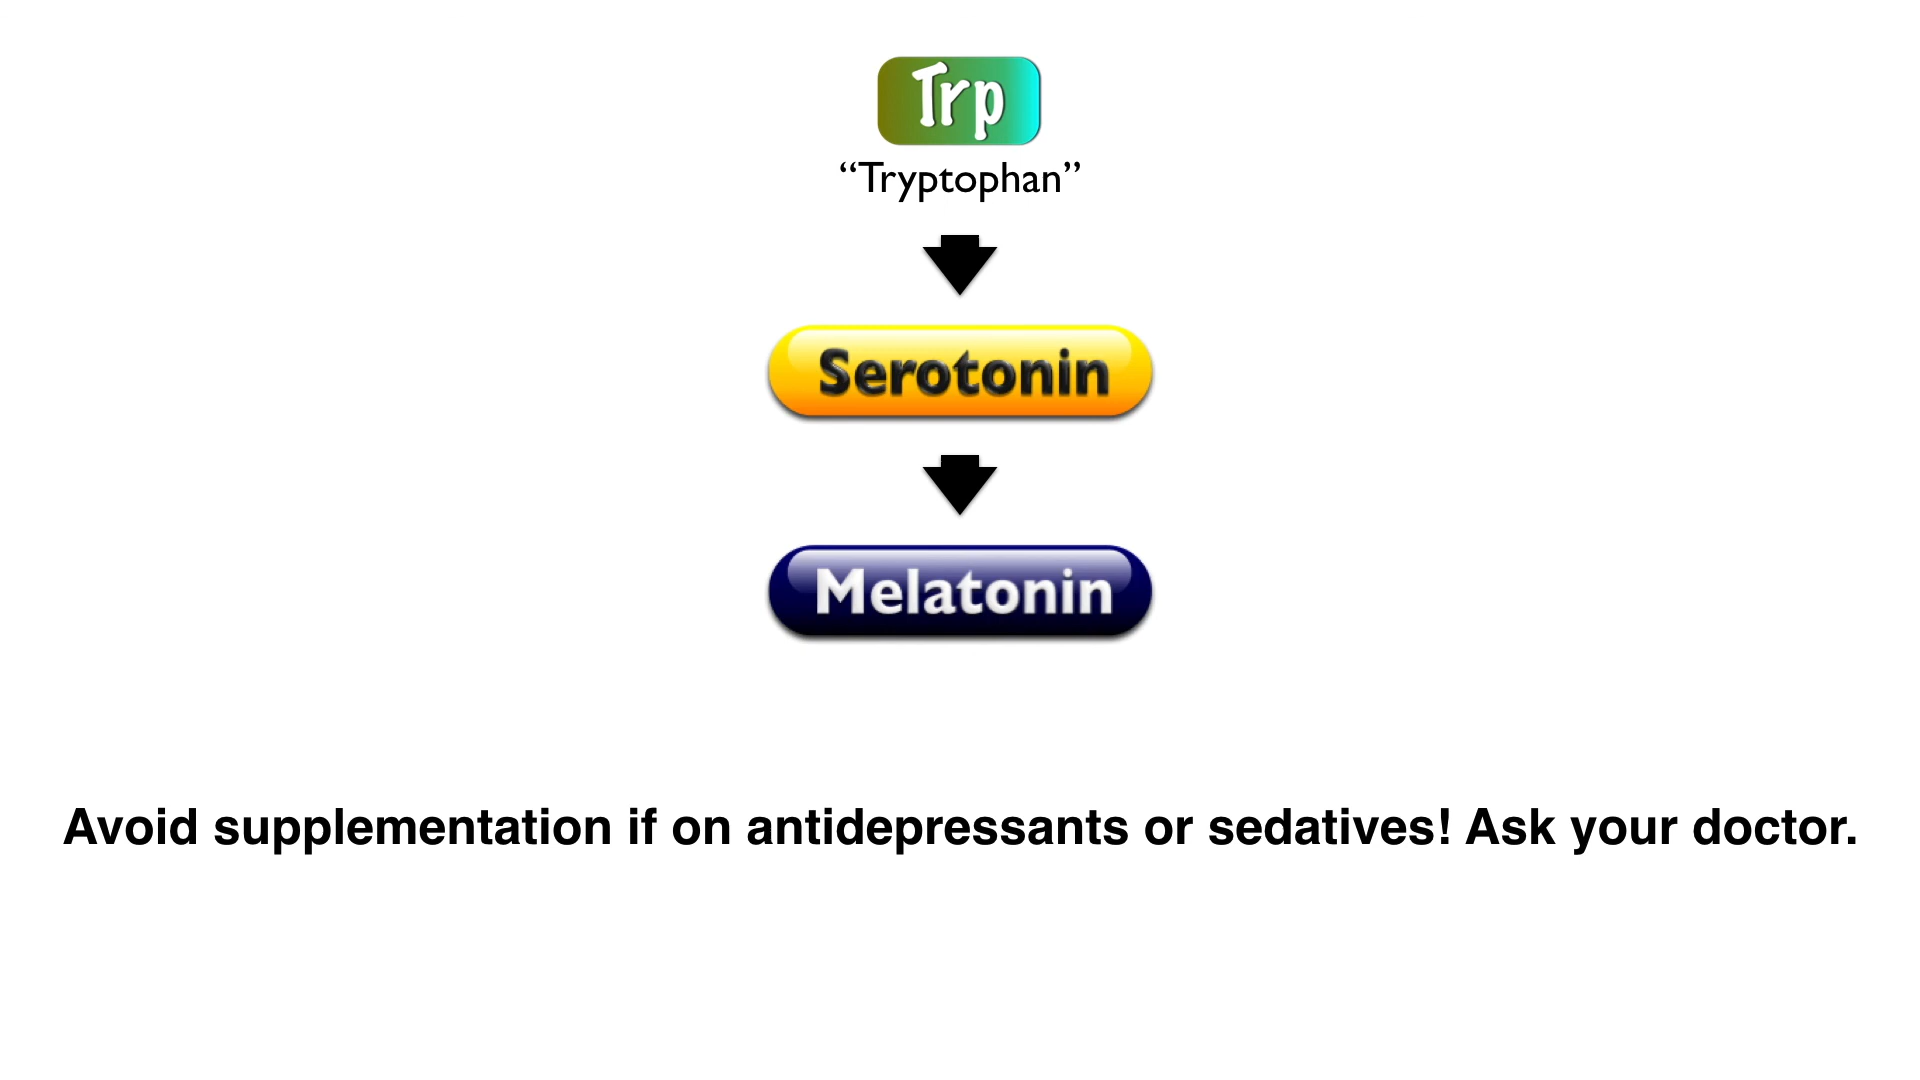 Trp
“Tryptophan”
Serotonin
Melatonin
Avoid supplementation if on antidepressants or sedatives! Ask your doctor.